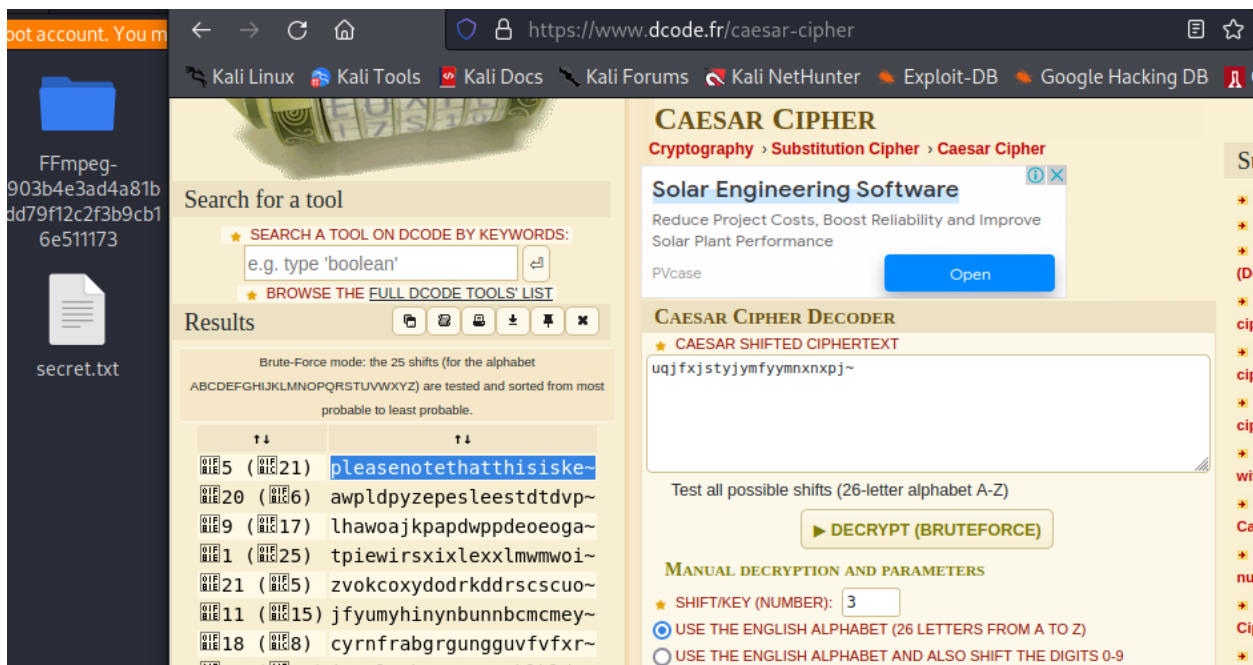 oot account. You m
https://www.dcode.fr/caesar-cipher
Kali Linux Kali Tools Kali Docs Kali Forums Kali NetHunter Exploit-DB Google Hacking DB
FFmpeg-
903b4e3ad4a81b
dd79f12c2f3b9cb1
6e511173
secret.txt
Search for a tool
SEARCH A TOOL ON DCODE BY KEYWORDS:
e.g. type 'boolean'
BROWSE THE FULL DCODE TOOLS' LIST
Results
Brute-Force mode: the 25 shifts (for the alphabet
ABCDEFGHIJKLMNOPQRSTUVWXYZ) are tested and sorted from most
probable to least probable.
↑↓ ↑↓
5 (21) pleasenotethatthisiske~
20 (6) awpldpyzepesleestdtdvp~
9 (17) lhawoajkpapdwppdeoeoga~
1 (25) tpiewirsxixlexxlmwmwoi~
21 (5) zvokcoxydodrkddrscscuo~
11 (15) jfyumyhinynbunnbcmcmey~
18 (8) cyrnfrabgrgungguvfvfxr~
CAESAR CIPHER
Cryptography › Substitution Cipher › Caesar Cipher
Solar Engineering Software
Reduce Project Costs, Boost Reliability and Improve
Solar Plant Performance
PVcase
Open
CAESAR CIPHER DECODER
CAESAR SHIFTED CIPHERTEXT
uqjfxjstyjymfyymnxnxpj~
Test all possible shifts (26-letter alphabet A-Z)
▶ DECRYPT (BRUTEFORCE)
MANUAL DECRYPTION AND PARAMETERS
SHIFT/KEY (NUMBER): 3
USE THE ENGLISH ALPHABET (26 LETTERS FROM A TO Z)
USE THE ENGLISH ALPHABET AND ALSO SHIFT THE DIGITS 0-9